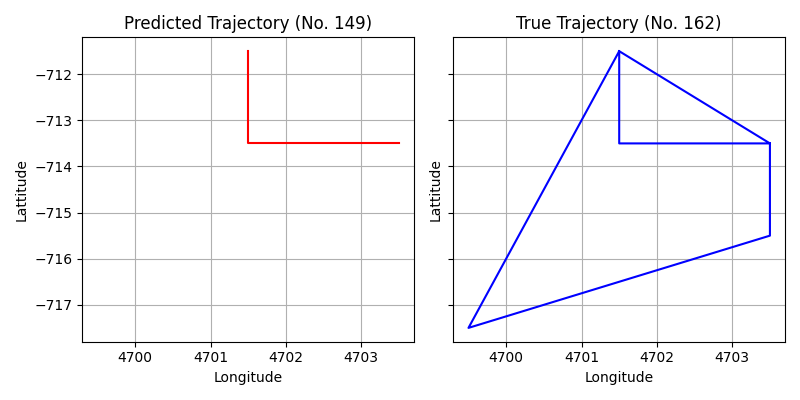 Predicted Trajectory (No. 149)
True Trajectory (No. 162)
Lattitude
−712
−713
−714
−715
−716
−717
4700
4701
4702
4703
Longitude
Lattitude
4700
4701
4702
4703
Longitude